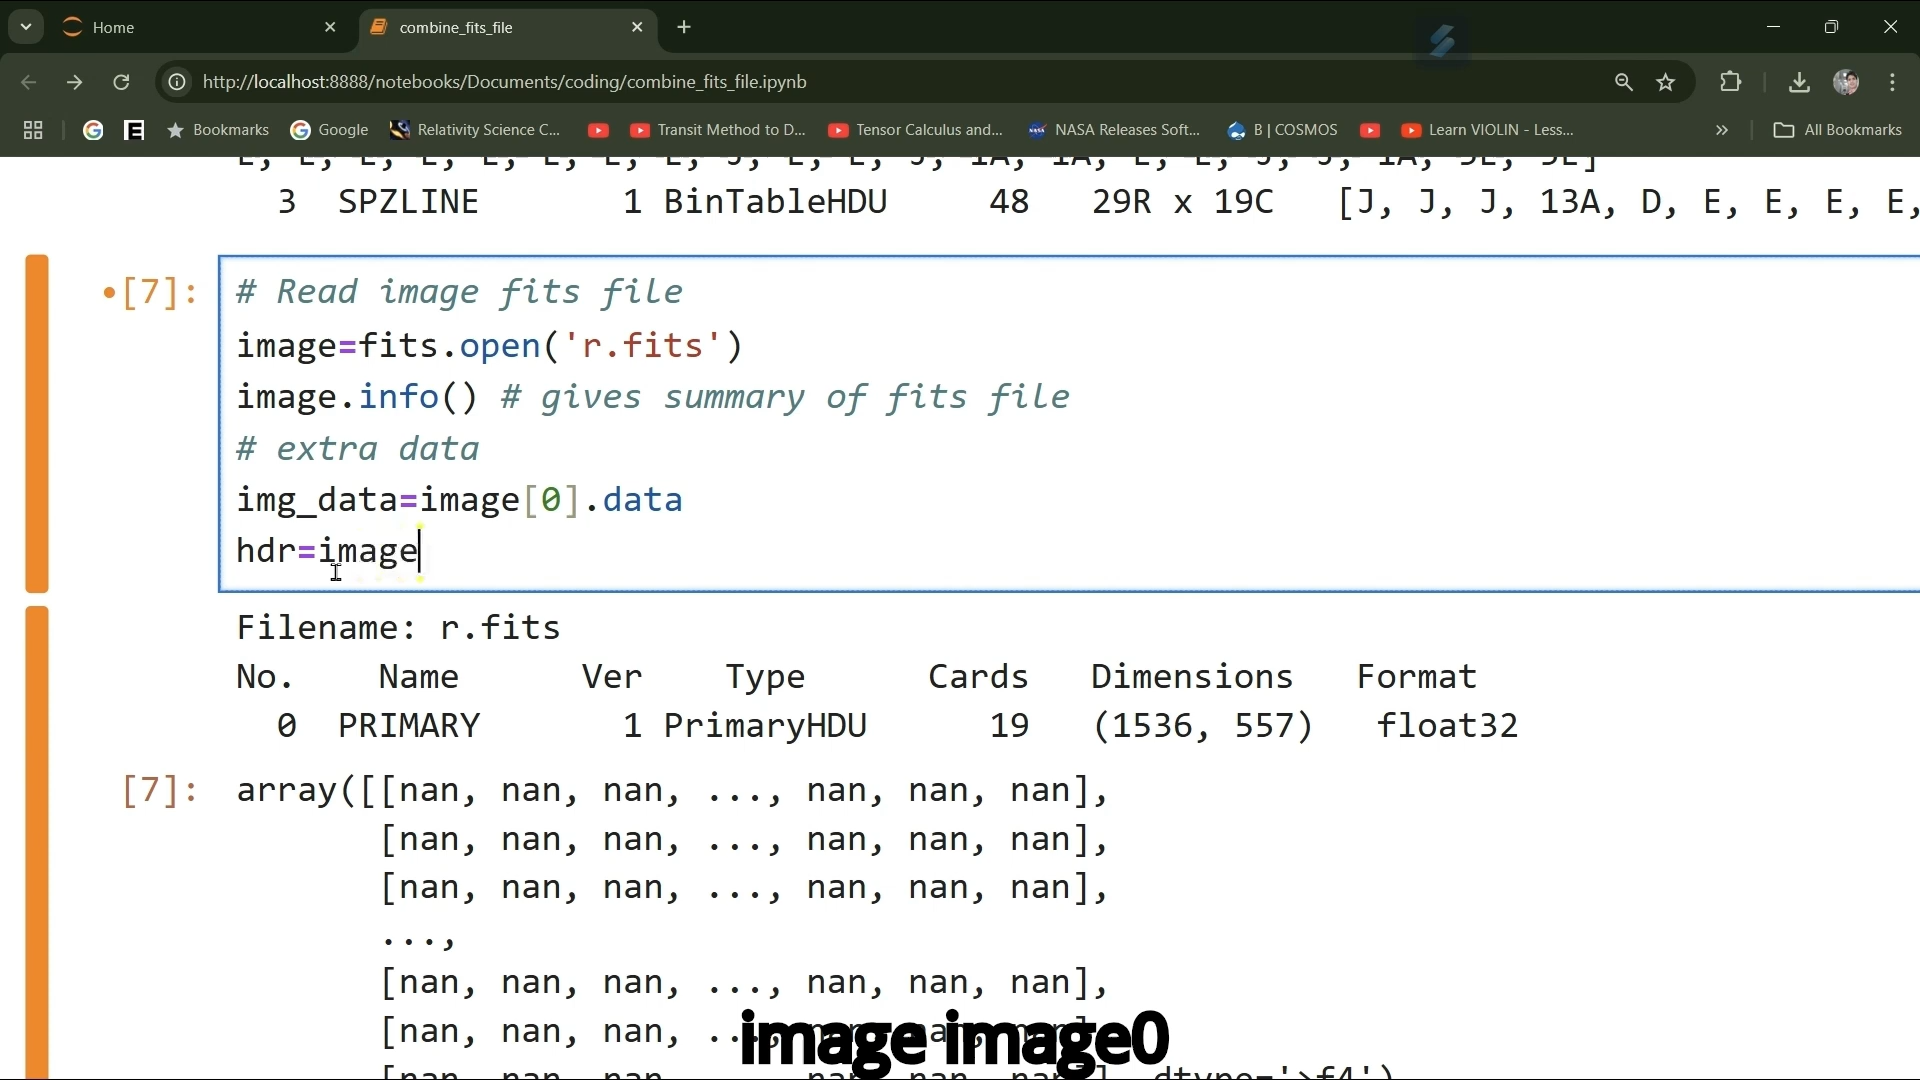 Home
combine_fits_file
http://localhost:8888/notebooks/Documents/coding/combine_fits_file.ipynb
Bookmarks
Google
Relativity Science C...
Transit Method to D...
Tensor Calculus and...
NASA Releases Soft...
B | COSMOS
Learn VIOLIN - Less...
»
All Bookmarks
3 SPZLINE 1 BinTableHDU 48 29R x 19C [J, J, J, 13A, D, E, E, E, E,
[7]: # Read image fits file
image=fits.open('r.fits')
image.info() # gives summary of fits file
# extra data
img_data=image[0].data
hdr=image
Filename: r.fits
No. Name Ver Type Cards Dimensions Format
0 PRIMARY 1 PrimaryHDU 19 (1536, 557) float32
[7]: array([[nan, nan, nan, ..., nan, nan, nan],
[nan, nan, nan, ..., nan, nan, nan],
[nan, nan, nan, ..., nan, nan, nan],
...,
[nan, nan, nan, ..., nan, nan, nan],
[nan, nan, nan, ..., nan, nan, nan],
image image0